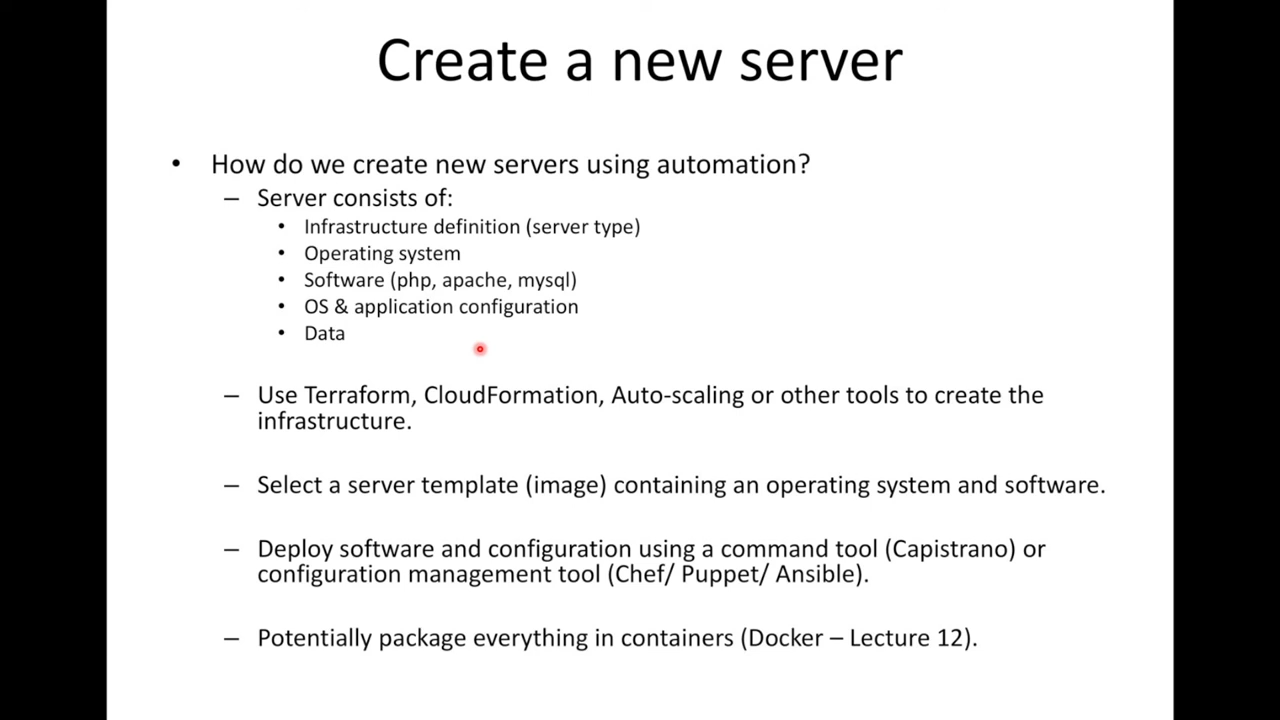 Create a new server
• How do we create new servers using automation?
– Server consists of:
• Infrastructure definition (server type)
• Operating system
• Software (php, apache, mysql)
• OS & application configuration
• Data
– Use Terraform, CloudFormation, Auto-scaling or other tools to create the
infrastructure.
– Select a server template (image) containing an operating system and software.
– Deploy software and configuration using a command tool (Capistrano) or
configuration management tool (Chef/ Puppet/ Ansible).
– Potentially package everything in containers (Docker – Lecture 12).